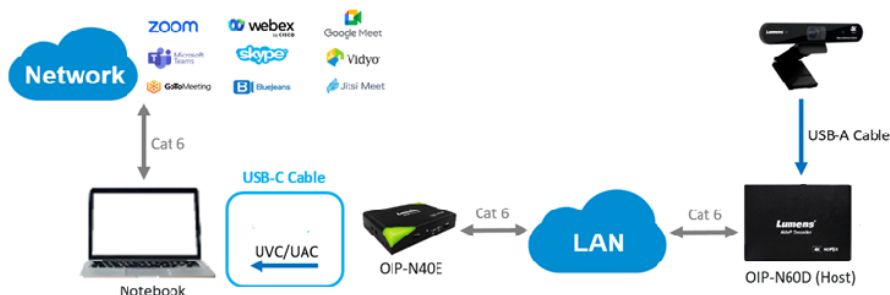 zoom
webex
by CISCO
Google Meet
Microsoft
Teams
skype
Vidyo
GoToMeeting
BlueJeans
Jitsi Meet
Network
Lumens
Cat 6
USB-A Cable
USB-C Cable
UVC/UAC
Lumens
OIP-N40E
Cat 6
LAN
Cat 6
Lumens
OIP-N60D (Host)
Notebook